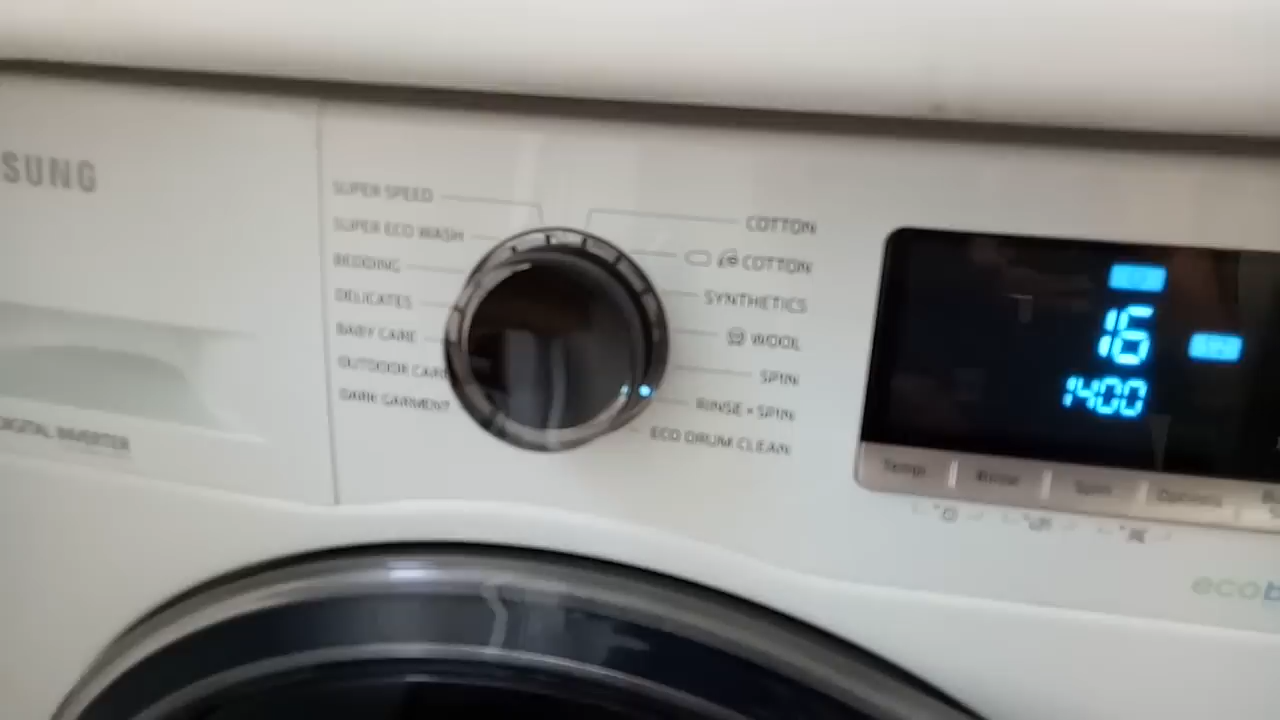 SUNG
SUPER SPEED
SUPER ECO WASH
BEDDING
DELICATES
BABY CARE
OUTDOOR CARE
DARK GARMENT
DIGITAL INVERTER
COTTON
COTTON
SYNTHETICS
WOOL
SPIN
RINSE + SPIN
ECO DRUM CLEAN
16
1400
Temp. Rinse Spin Options
ecob